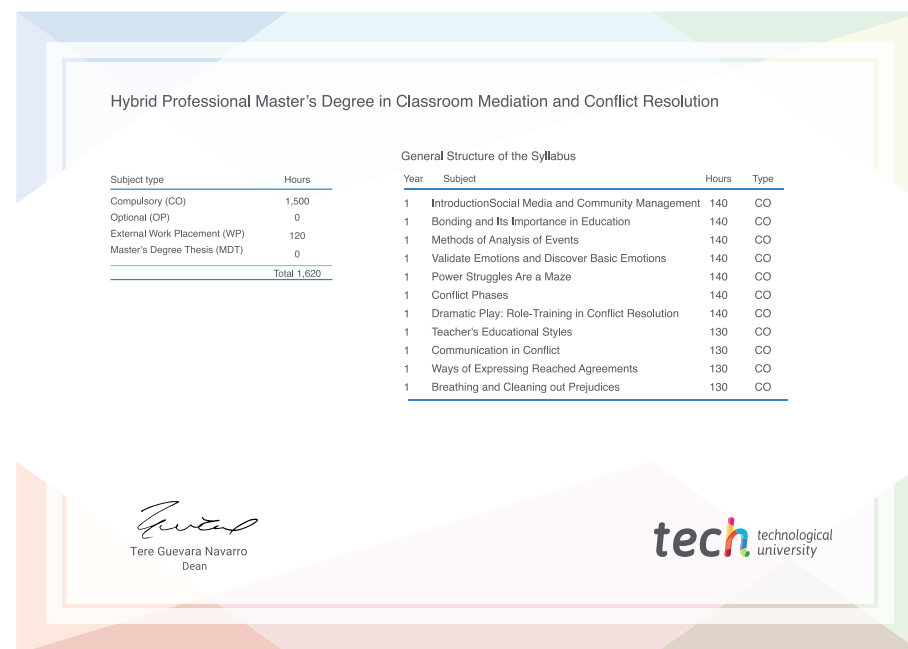 Hybrid Professional Master’s Degree in Classroom Mediation and Conflict Resolution
Subject type Hours
Compulsory (CO) 1,500
Optional (OP) 0
External Work Placement (WP) 120
Master’s Degree Thesis (MDT) 0
Total 1,620
General Structure of the Syllabus
Year Subject Hours Type
1 IntroductionSocial Media and Community Management 140 CO
1 Bonding and Its Importance in Education 140 CO
1 Methods of Analysis of Events 140 CO
1 Validate Emotions and Discover Basic Emotions 140 CO
1 Power Struggles Are a Maze 140 CO
1 Conflict Phases 140 CO
1 Dramatic Play: Role-Training in Conflict Resolution 140 CO
1 Teacher’s Educational Styles 130 CO
1 Communication in Conflict 130 CO
1 Ways of Expressing Reached Agreements 130 CO
1 Breathing and Cleaning out Prejudices 130 CO
Tere Guevara Navarro
Dean
tech technological
university